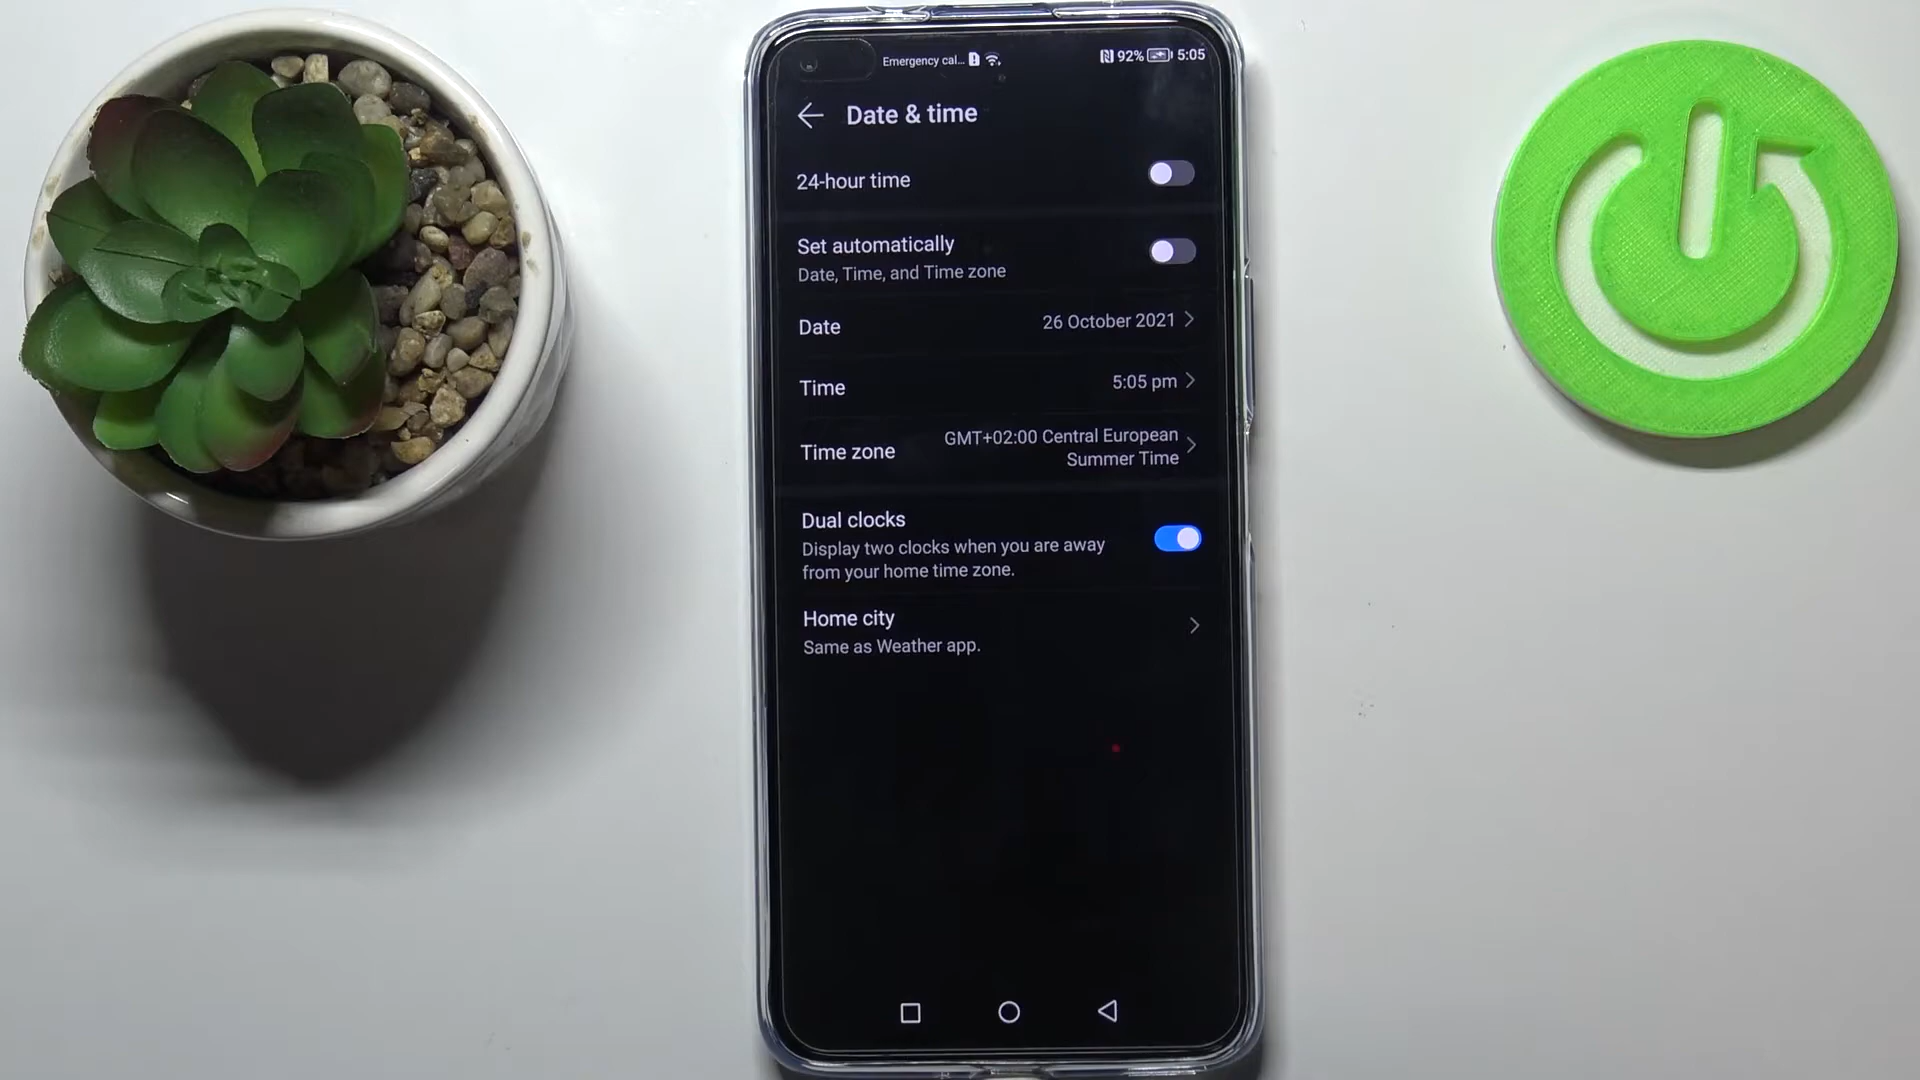 Emergency cal... 92% 5:05
Date & time
24-hour time
Set automatically
Date, Time, and Time zone
Date 26 October 2021
Time 5:05 pm
Time zone GMT+02:00 Central European
Summer Time
Dual clocks
Display two clocks when you are away
from your home time zone.
Home city
Same as Weather app.